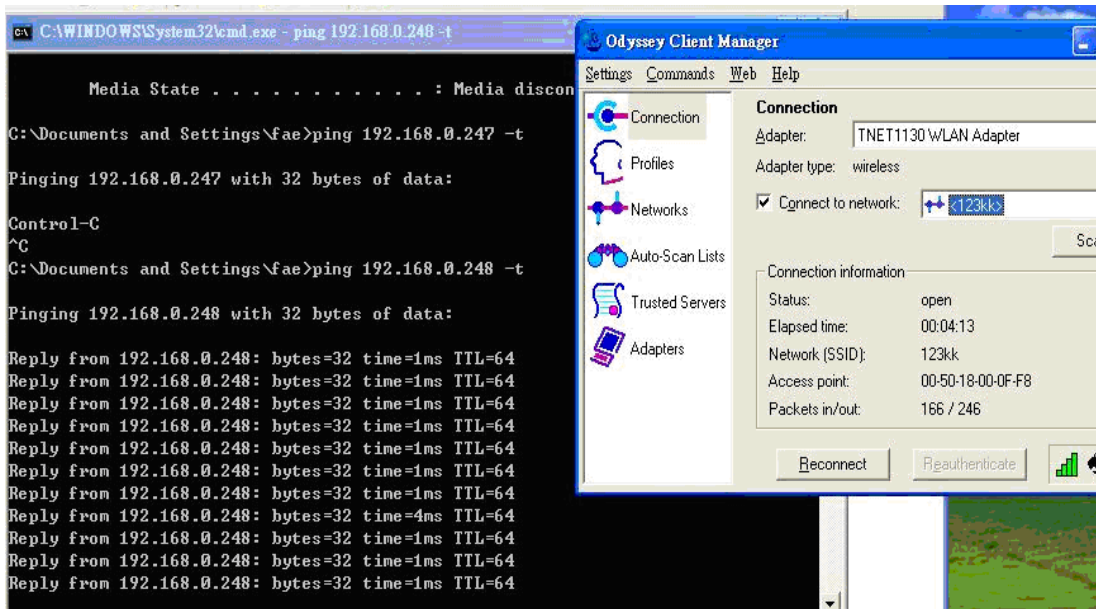 C:\WINDOWS\System32\cmd.exe - ping 192.168.0.248 -t
Media State . . . . . . . . . . . : Media discon
C:\Documents and Settings\fae>ping 192.168.0.247 -t
Pinging 192.168.0.247 with 32 bytes of data:
Control-C
^C
C:\Documents and Settings\fae>ping 192.168.0.248 -t
Pinging 192.168.0.248 with 32 bytes of data:
Reply from 192.168.0.248: bytes=32 time=1ms TTL=64
Reply from 192.168.0.248: bytes=32 time=1ms TTL=64
Reply from 192.168.0.248: bytes=32 time=1ms TTL=64
Reply from 192.168.0.248: bytes=32 time=1ms TTL=64
Reply from 192.168.0.248: bytes=32 time=1ms TTL=64
Reply from 192.168.0.248: bytes=32 time=1ms TTL=64
Reply from 192.168.0.248: bytes=32 time=1ms TTL=64
Reply from 192.168.0.248: bytes=32 time=4ms TTL=64
Reply from 192.168.0.248: bytes=32 time=1ms TTL=64
Reply from 192.168.0.248: bytes=32 time=1ms TTL=64
Reply from 192.168.0.248: bytes=32 time=1ms TTL=64
Odyssey Client Manager
Settings Commands Web Help
Connection
Profiles
Networks
Auto-Scan Lists
Trusted Servers
Adapters
Connection
Adapter: TNET1130 WLAN Adapter
Adapter type: wireless
Connect to network: <123kk>
Sca
Connection information
Status: open
Elapsed time: 00:04:13
Network (SSID): 123kk
Access point: 00-50-18-00-0F-F8
Packets in/out: 166 / 246
Reconnect Reauthenticate